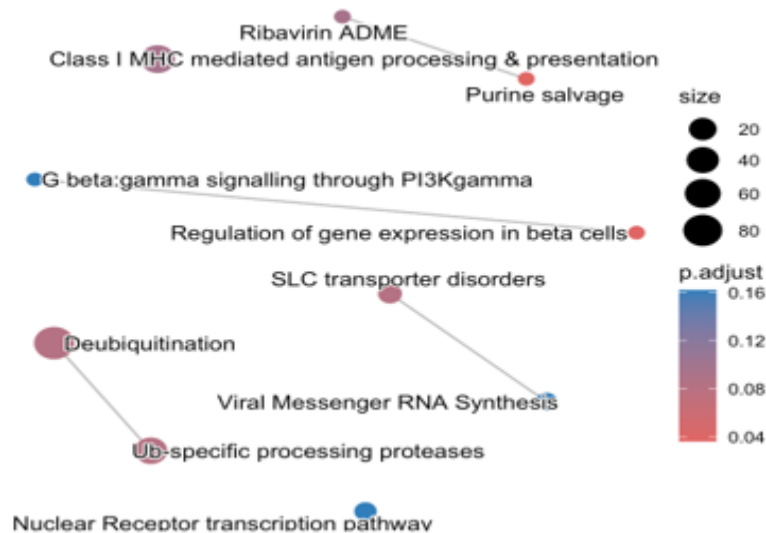 Ribavirin ADME
Class I MHC mediated antigen processing & presentation
Purine salvage
G beta:gamma signalling through PI3Kgamma
Regulation of gene expression in beta cells
SLC transporter disorders
Deubiquitination
Viral Messenger RNA Synthesis
Ub-specific processing proteases
Nuclear Receptor transcription pathway
size
20
40
60
80
p.adjust
0.16
0.12
0.08
0.04